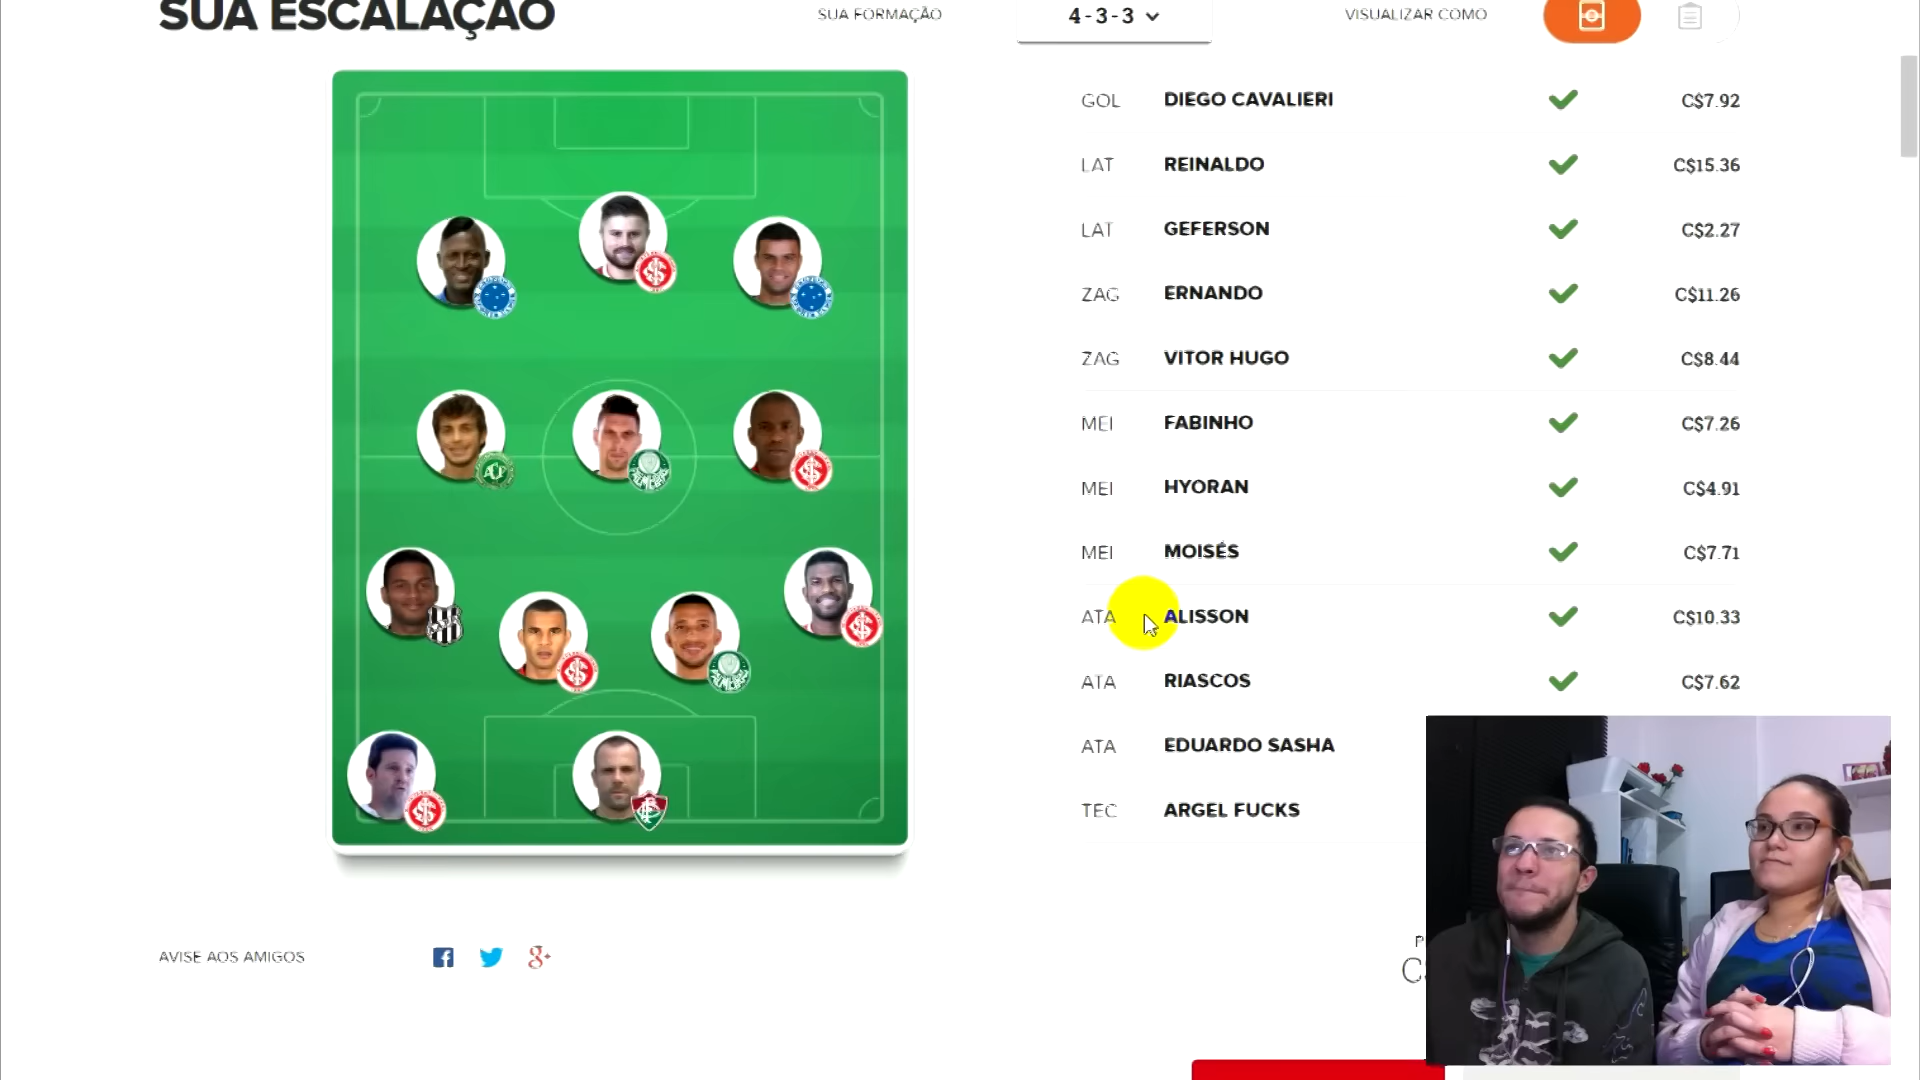 SUA ESCALAÇÃO
SUA FORMAÇÃO
4-3-3
VISUALIZAR COMO
GOL DIEGO CAVALIERI C$7.92
LAT REINALDO C$15.36
LAT GEFERSON C$2.27
ZAG ERNANDO C$11.26
ZAG VITOR HUGO C$8.44
MEI FABINHO C$7.26
MEI HYORAN C$4.91
MEI MOISÉS C$7.71
ATA ALISSON C$10.33
ATA RIASCOS C$7.62
ATA EDUARDO SASHA
TEC ARGEL FUCKS
AVISE AOS AMIGOS